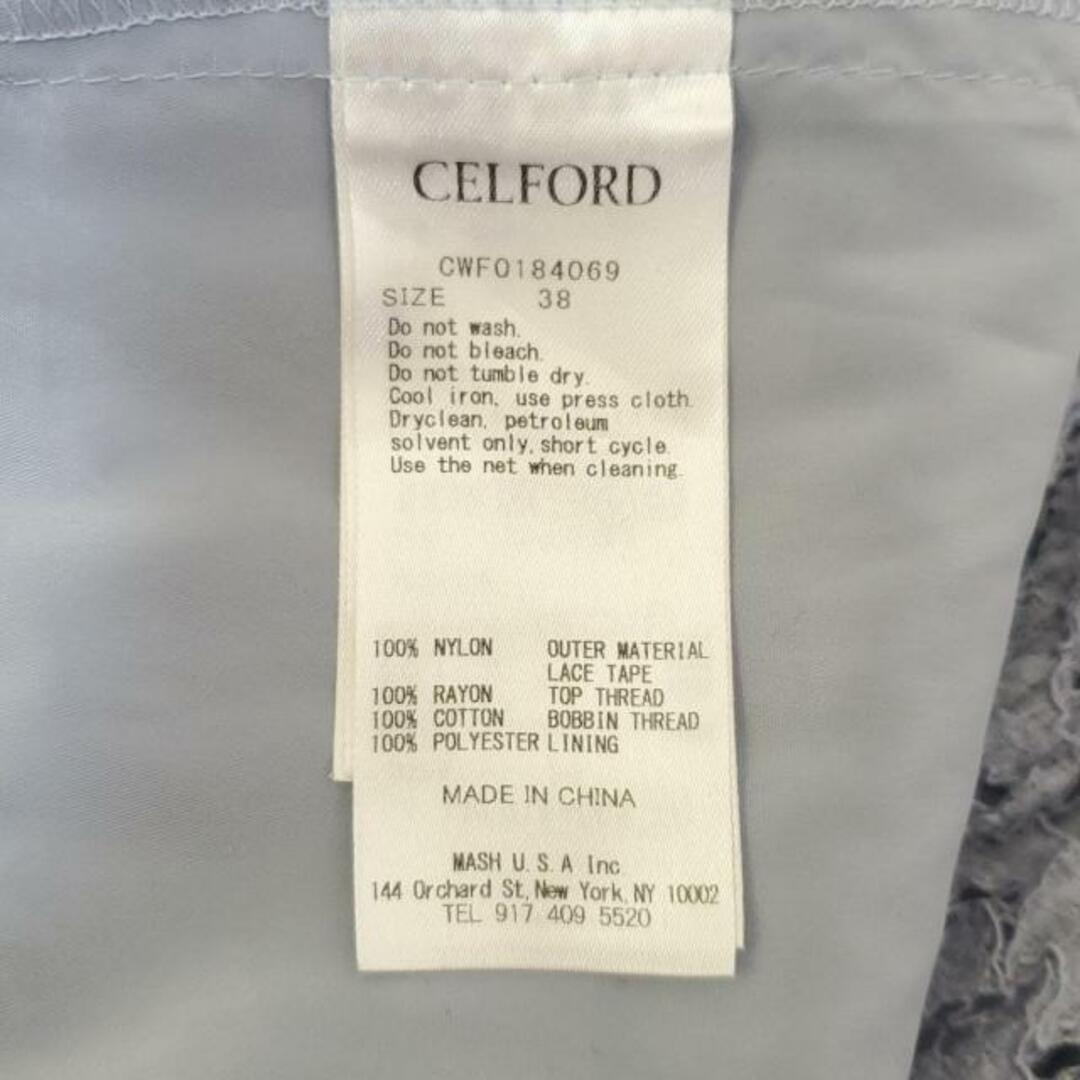 CELFORD
CWFO184069
SIZE 38
Do not wash.
Do not bleach.
Do not tumble dry.
Cool iron, use press cloth.
Dryclean, petroleum
solvent only, short cycle.
Use the net when cleaning.
100% NYLON OUTER MATERIAL
LACE TAPE
100% RAYON TOP THREAD
100% COTTON BOBBIN THREAD
100% POLYESTER LINING
MADE IN CHINA
MASH U.S.A Inc
144 Orchard St, New York, NY 10002
TEL 917 409 5520